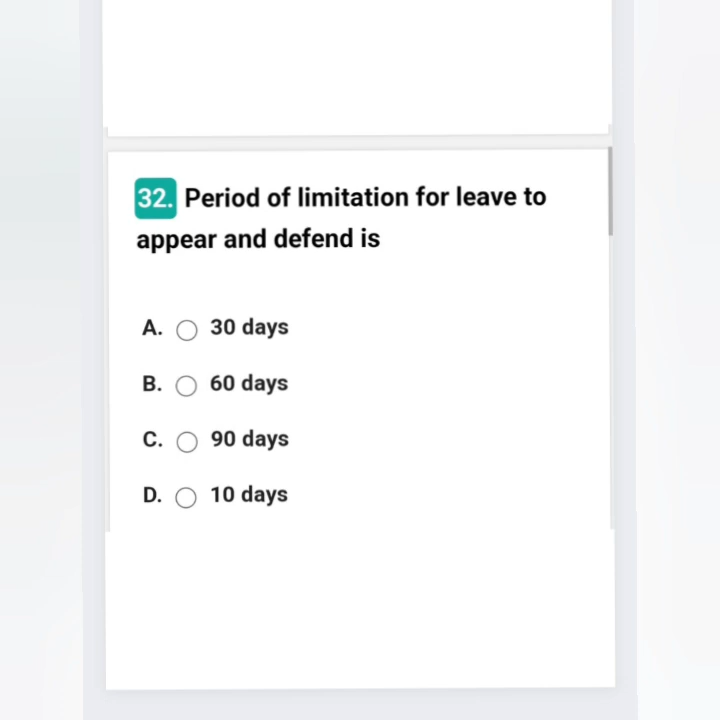 32. Period of limitation for leave to
appear and defend is
A. 30 days
B. 60 days
C. 90 days
D. 10 days